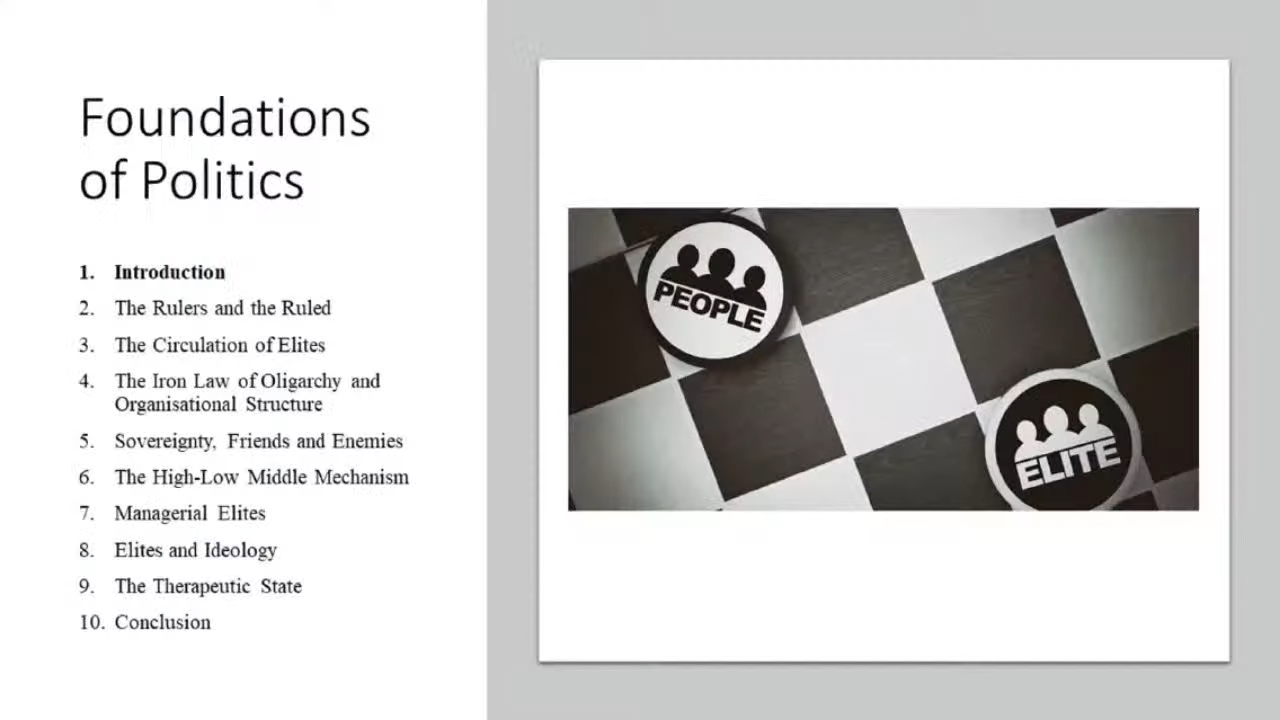 Foundations
of Politics
1. Introduction
2. The Rulers and the Ruled
3. The Circulation of Elites
4. The Iron Law of Oligarchy and
Organisational Structure
5. Sovereignty, Friends and Enemies
6. The High-Low Middle Mechanism
7. Managerial Elites
8. Elites and Ideology
9. The Therapeutic State
10. Conclusion
PEOPLE
ELITE